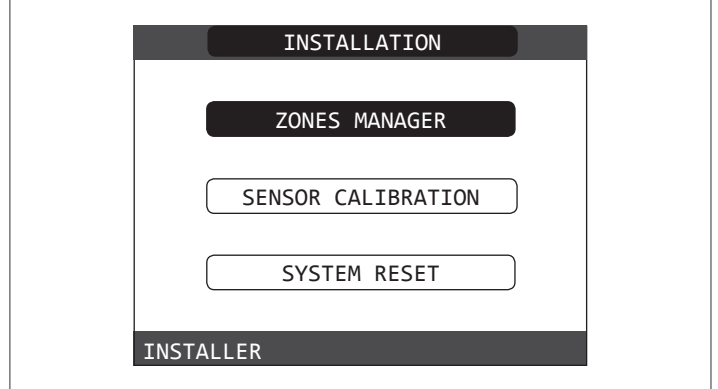 INSTALLATION
ZONES MANAGER
SENSOR CALIBRATION
SYSTEM RESET
INSTALLER